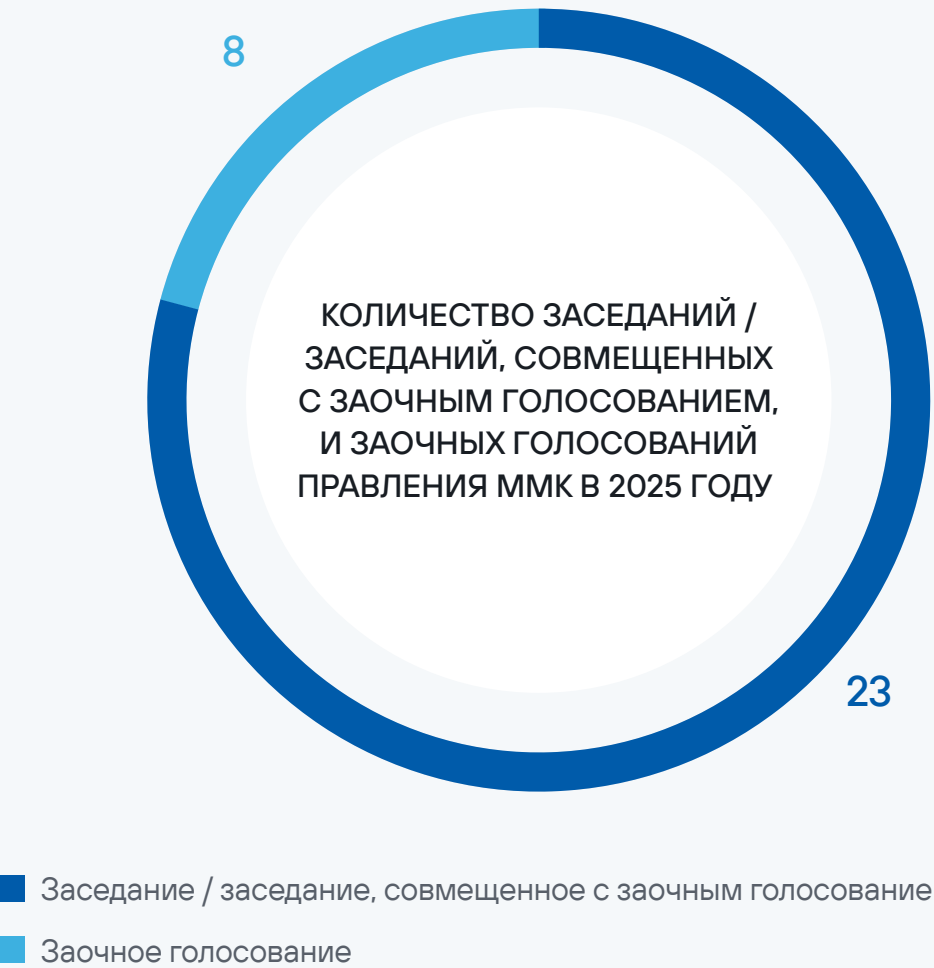 8
КОЛИЧЕСТВО ЗАСЕДАНИЙ /
ЗАСЕДАНИЙ, СОВМЕЩЕННЫХ
С ЗАОЧНЫМ ГОЛОСОВАНИЕМ,
И ЗАОЧНЫХ ГОЛОСОВАНИЙ
ПРАВЛЕНИЯ ММК В 2025 ГОДУ
23
Заседание / заседание, совмещенное с заочным голосование
Заочное голосование